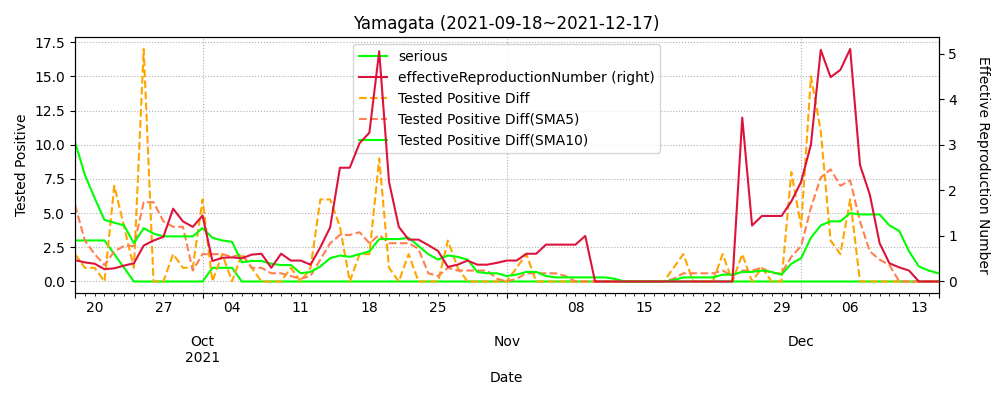 Yamagata (2021-09-18~2021-12-17)
serious
effectiveReproductionNumber (right)
Tested Positive Diff
Tested Positive Diff(SMA5)
Tested Positive Diff(SMA10)
Tested Positive
17.5
15.0
12.5
10.0
7.5
5.0
2.5
0.0
Effective Reproduction Number
5
4
3
2
1
0
20 27 04 11 18 25 08 15 22 29 06 13
Oct Nov Dec
2021
Date